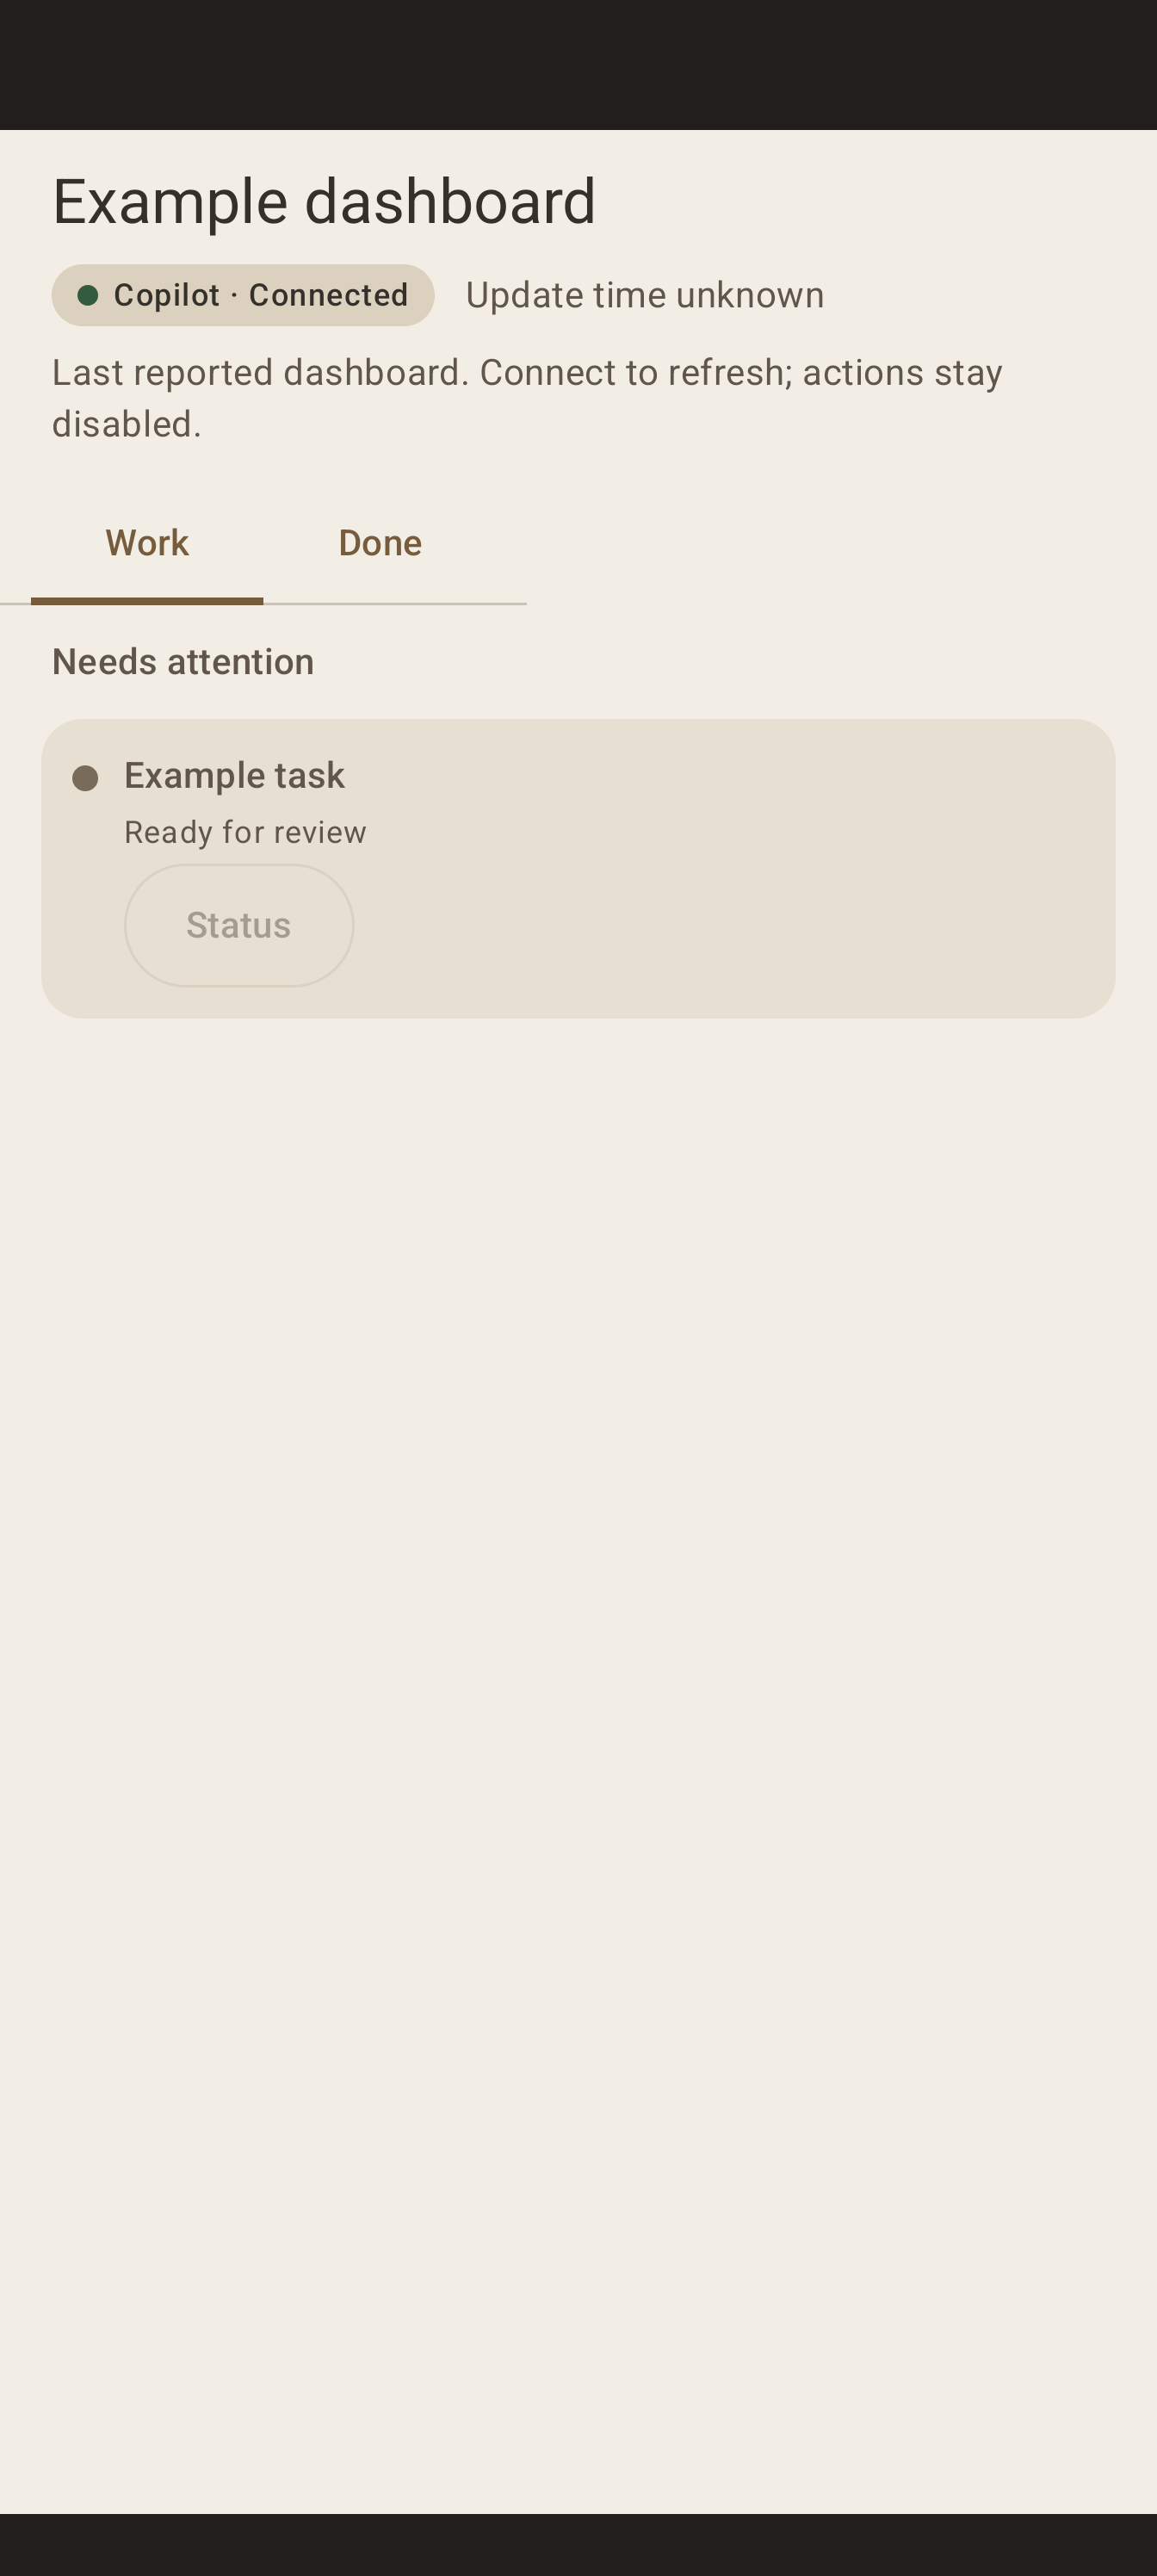 Example dashboard
Copilot · Connected
Update time unknown
Last reported dashboard. Connect to refresh; actions stay
disabled.
Work
Done
Needs attention
Example task
Ready for review
Status